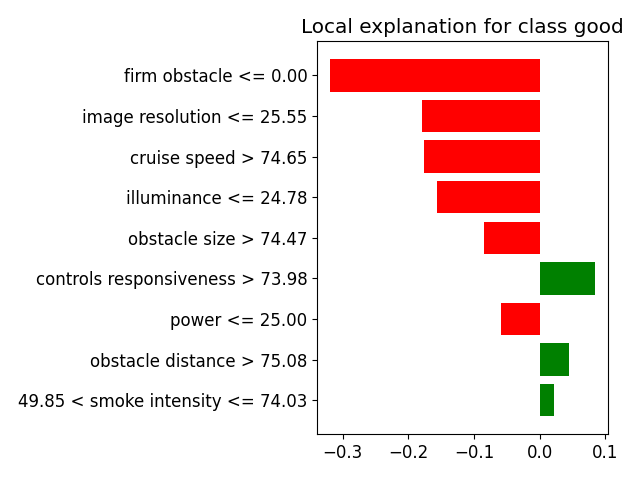 Local explanation for class good
firm obstacle <= 0.00
image resolution <= 25.55
cruise speed > 74.65
illuminance <= 24.78
obstacle size > 74.47
controls responsiveness > 73.98
power <= 25.00
obstacle distance > 75.08
49.85 < smoke intensity <= 74.03
−0.3 −0.2 −0.1 0.0 0.1